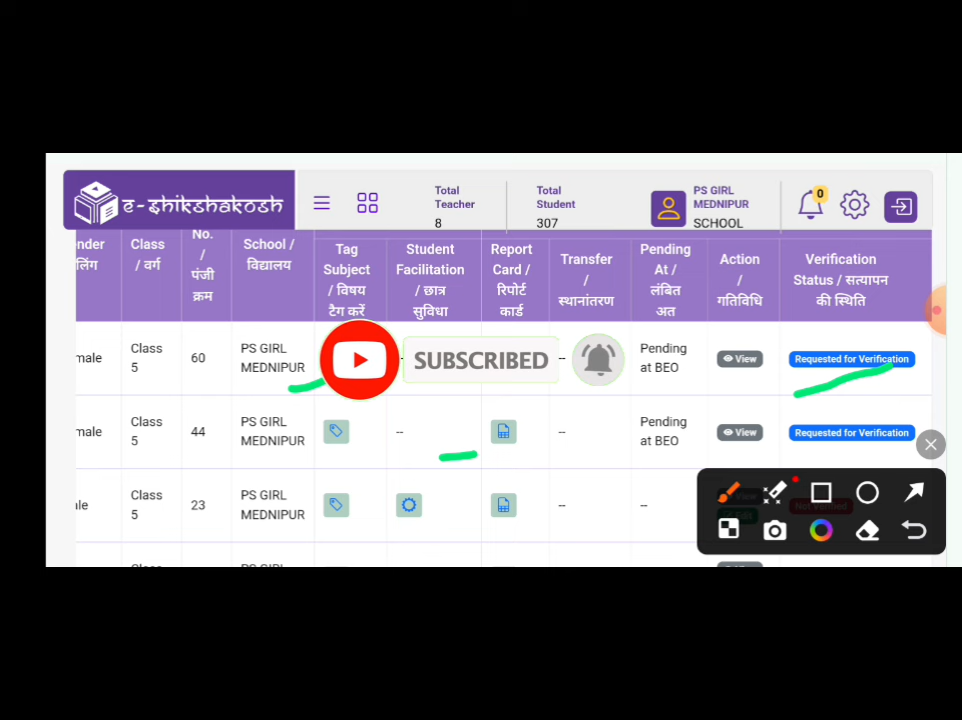 e-shikshakosh
Total
Teacher
8
Total
Student
307
PS GIRL
MEDNIPUR
SCHOOL
0
nder
लिंग
Class
/ वर्ग
No.
/
पंजी
क्रम
School /
विद्यालय
Tag
Subject
/ विषय
टैग करें
Student
Facilitation
/ छात्र
सुविधा
Report
Card /
रिपोर्ट
कार्ड
Transfer
/
स्थानांतरण
Pending
At /
लंबित
अत
Action
/
गतिविधि
Verification
Status / सत्यापन
की स्थिति
male
Class
5
60
PS GIRL
MEDNIPUR
SUBSCRIBED
--
Pending
at BEO
View
Requested for Verification
male
Class
5
44
PS GIRL
MEDNIPUR
--
--
Pending
at BEO
View
Requested for Verification
ale
Class
5
23
PS GIRL
MEDNIPUR
--
--